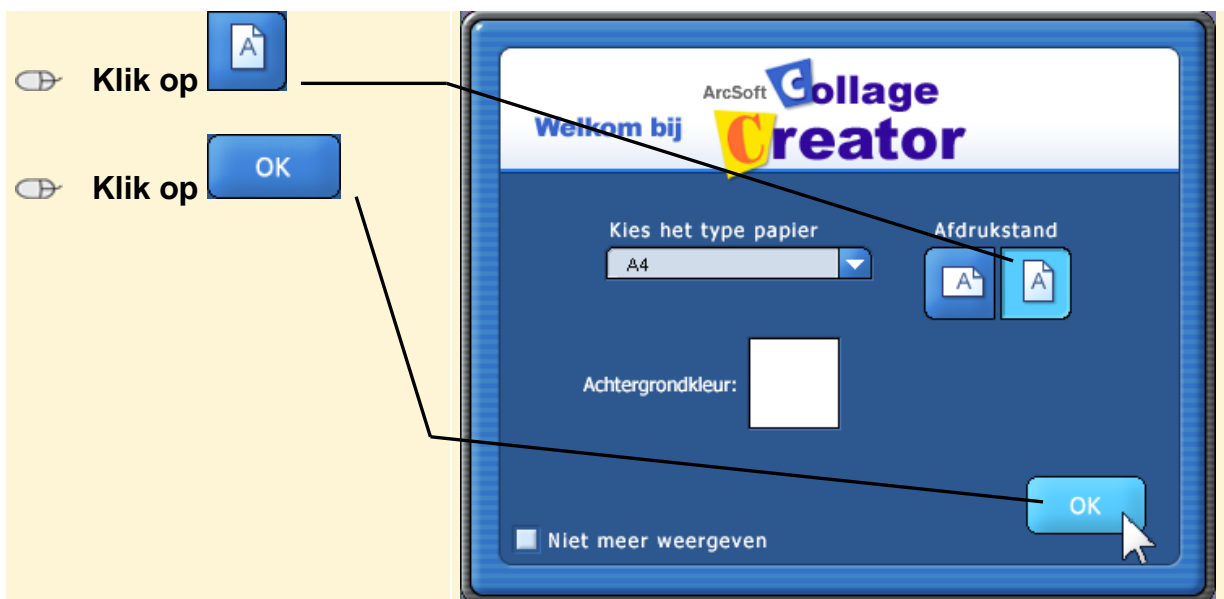 Klik op A
Klik op OK
ArcSoft Collage
Welkom bij Creator
Kies het type papier
Afdrukstand
A4
A A
Achtergrondkleur:
OK
Niet meer weergeven